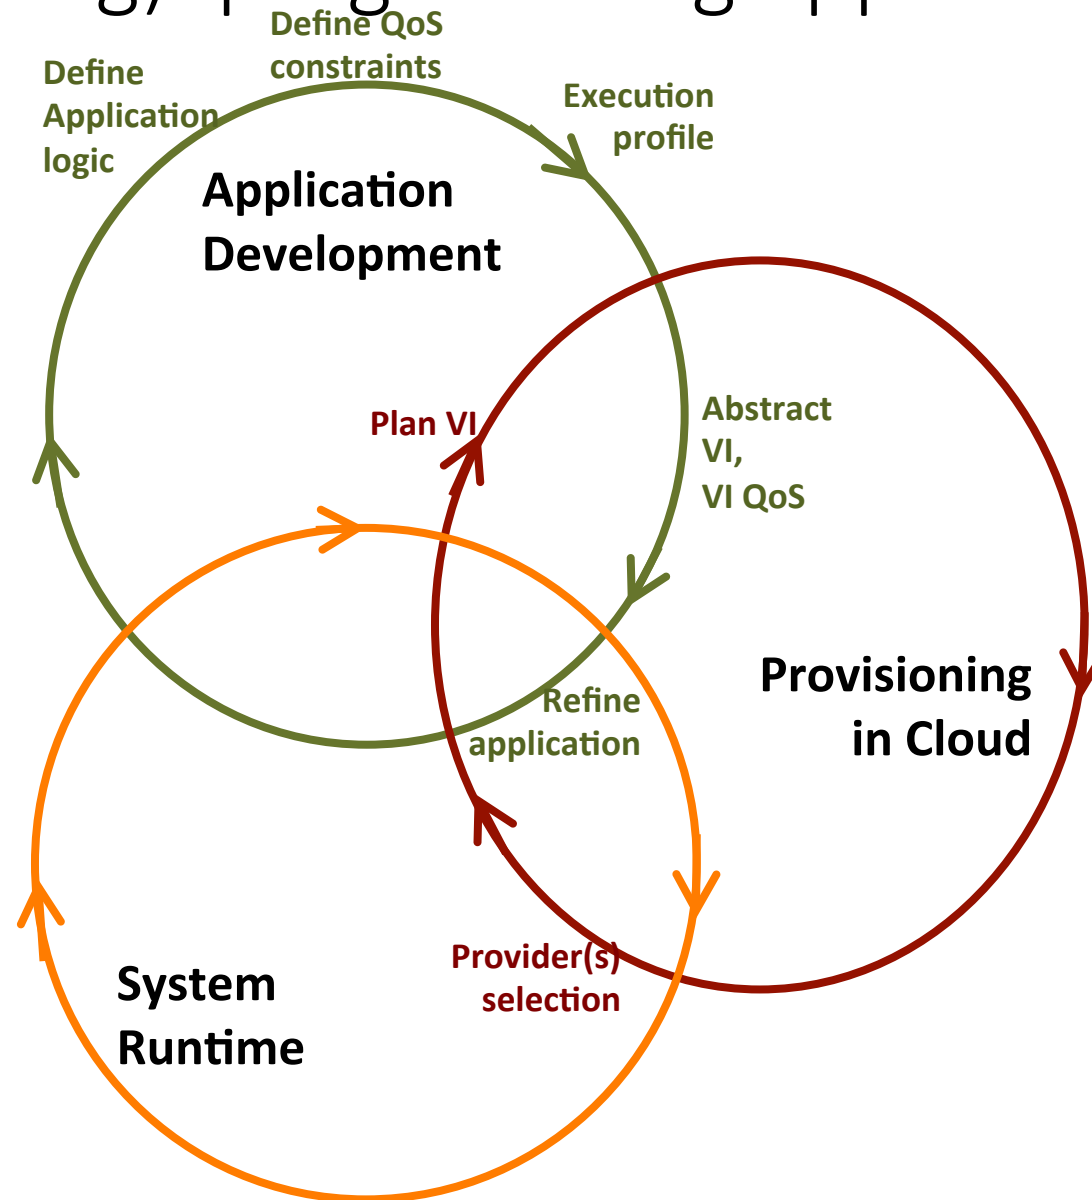 Define QoS
constraints
Define
Application
logic
Execution
profile
Application
Development
Plan VI
Abstract
VI,
VI QoS
Provisioning
in Cloud
Refine
application
Provider(s)
selection
System
Runtime